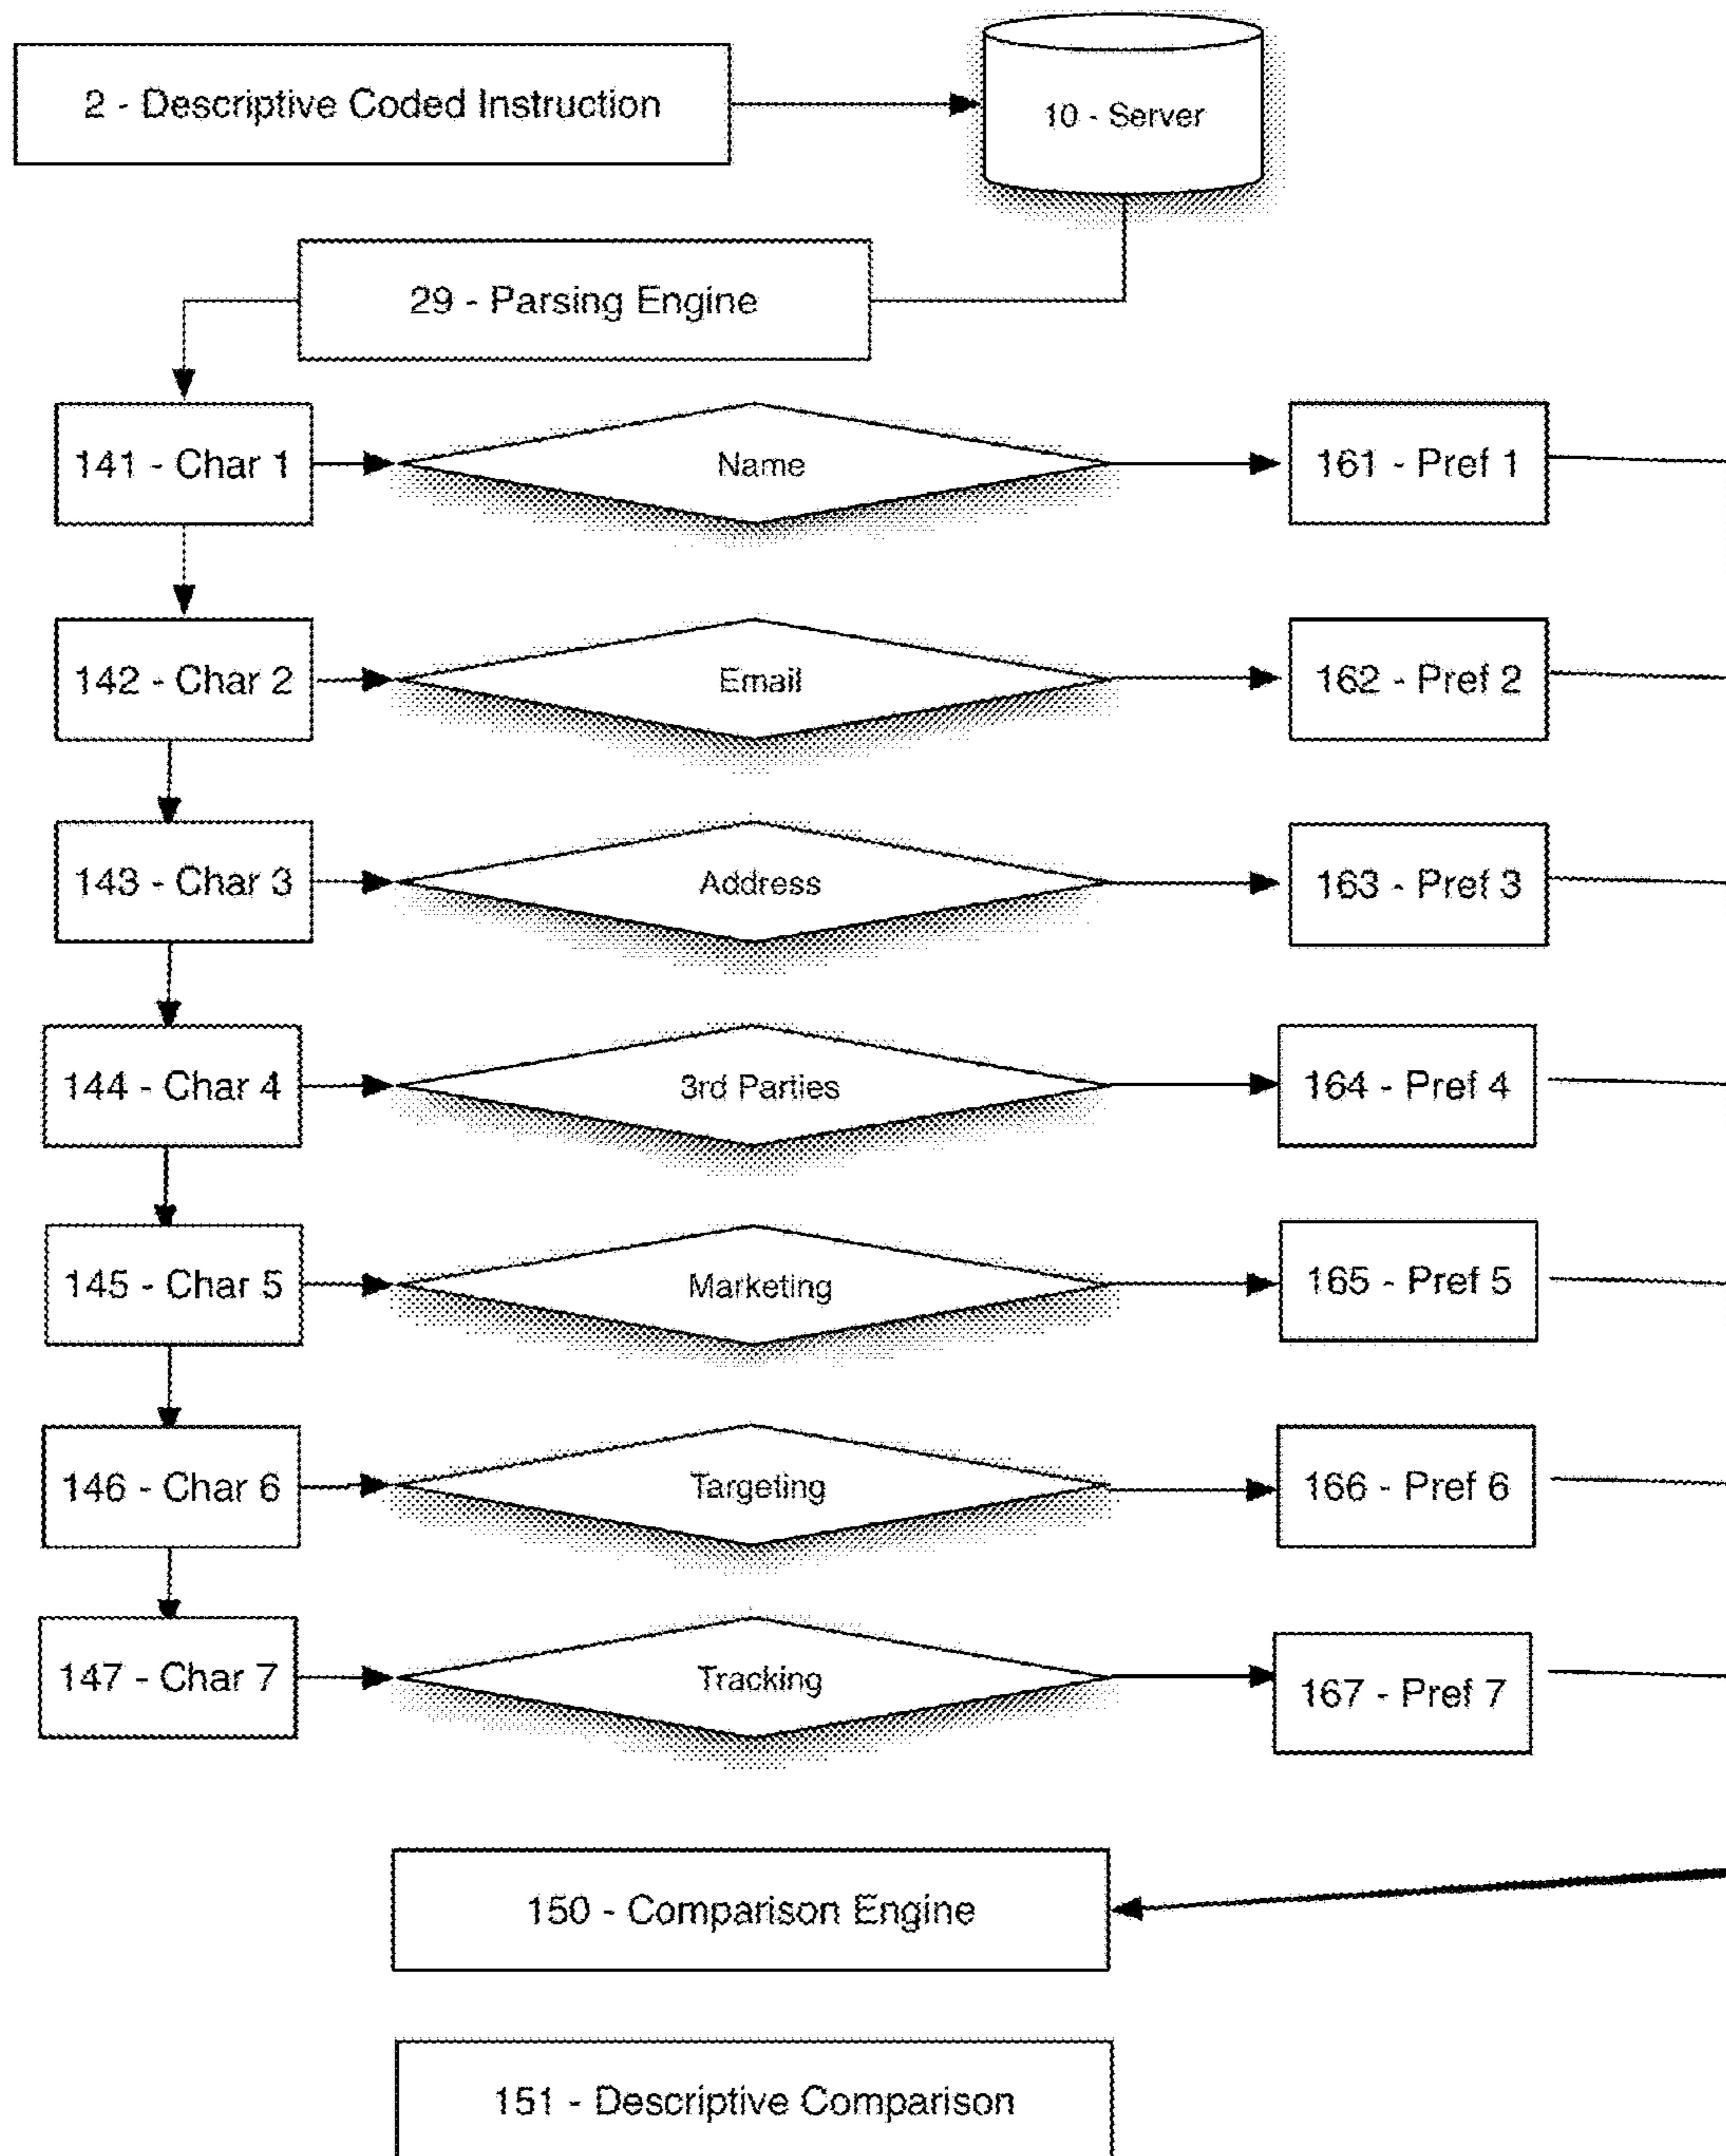 2 - Descriptive Coded Instruction
10 - Server
29 - Parsing Engine
141 - Char 1
Name
161 - Pref 1
142 - Char 2
Email
162 - Pref 2
143 - Char 3
Address
163 - Pref 3
144 - Char 4
3rd Parties
164 - Pref 4
145 - Char 5
Marketing
165 - Pref 5
146 - Char 6
Targeting
166 - Pref 6
147 - Char 7
Tracking
167 - Pref 7
150 - Comparison Engine
151 - Descriptive Comparison